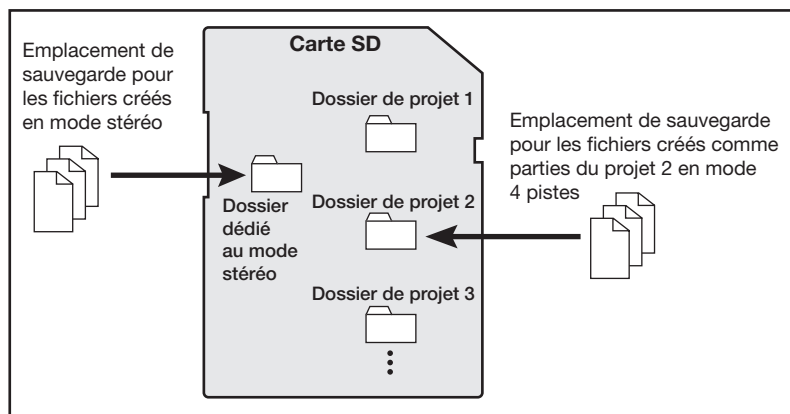 Emplacement de
sauvegarde pour
les fichiers créés
en mode stéréo
Carte SD
Dossier de projet 1
Dossier
dédié
au mode
stéréo
Dossier de projet 2
Dossier de projet 3
Emplacement de sauvegarde
pour les fichiers créés comme
parties du projet 2 en mode
4 pistes